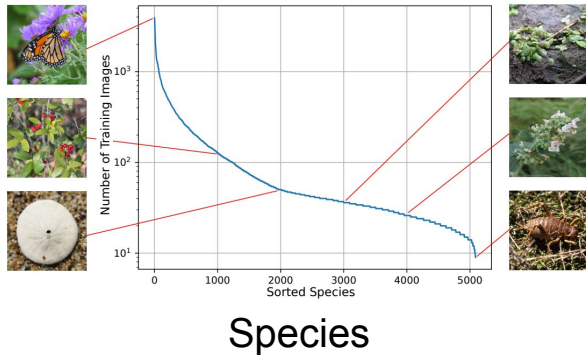 Number of Training Images
10³
10²
10¹
0 1000 2000 3000 4000 5000
Sorted Species
Species